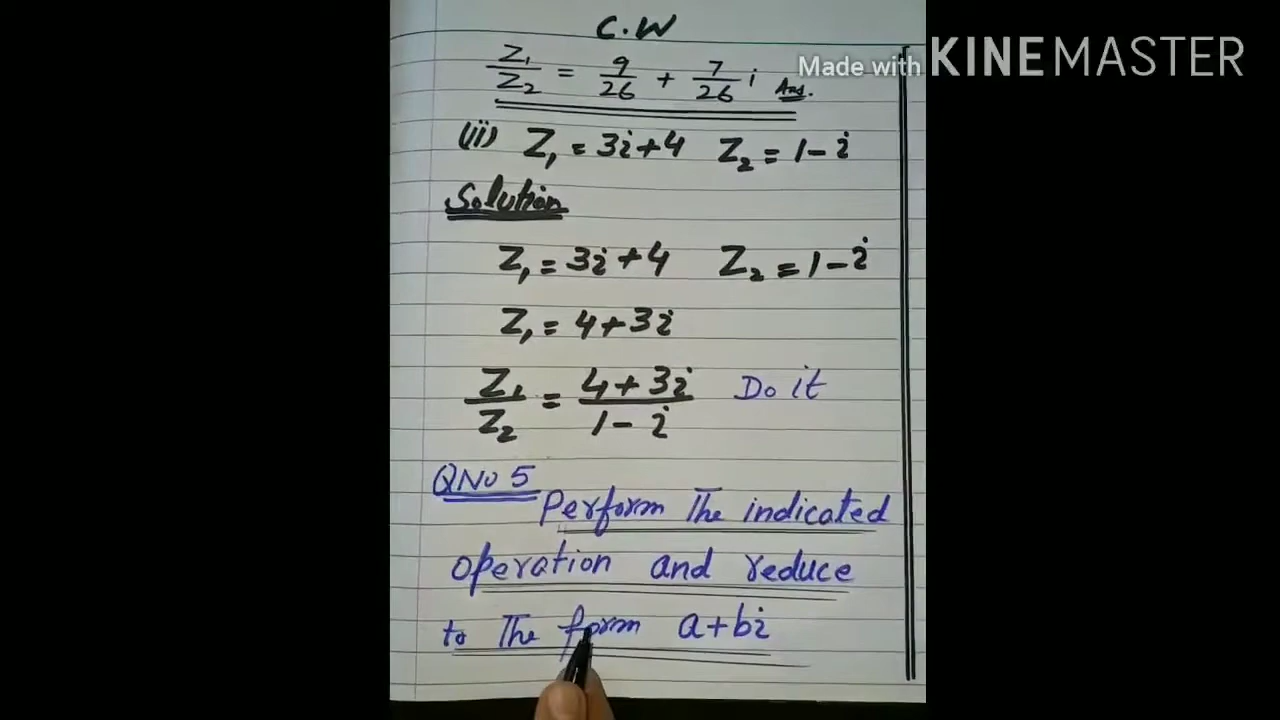 C.W
Z₁/Z₂ = 9/26 + 7/26 i Ans.
Made with KINEMASTER
(ii) Z₁ = 3i+4 Z₂ = 1-i
Solution
Z₁ = 3i+4 Z₂ = 1-i
Z₁ = 4+3i
Z₁/Z₂ = 4+3i/1-i Do it
QNo 5
Perform The indicated
operation and reduce
to The form a+bi